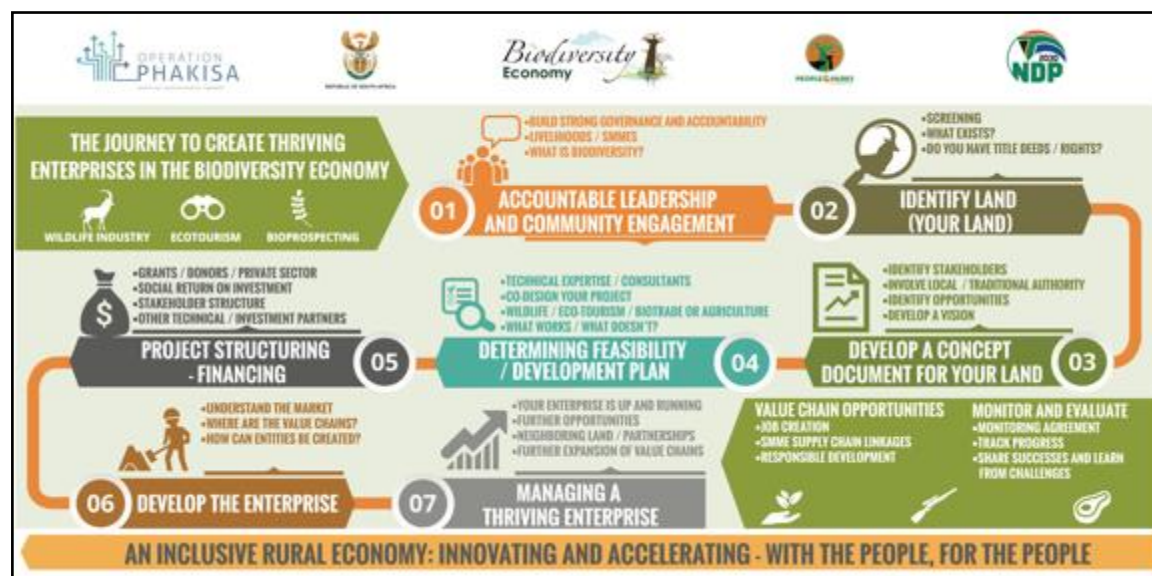 OPERATION
PHAKISA
REPUBLIC OF SOUTH AFRICA
Biodiversity
Economy
PEOPLE & PARKS
2030
NDP
THE JOURNEY TO CREATE THRIVING
ENTERPRISES IN THE BIODIVERSITY ECONOMY
WILDLIFE INDUSTRY
ECOTOURISM
BIOPROSPECTING
•BUILD STRONG GOVERNANCE AND ACCOUNTABILITY
•LIVELIHOODS / SMMES
•WHAT IS BIODIVERSITY?
01
ACCOUNTABLE LEADERSHIP
AND COMMUNITY ENGAGEMENT
•SCREENING
•WHAT EXISTS?
•DO YOU HAVE TITLE DEEDS / RIGHTS?
02
IDENTIFY LAND
(YOUR LAND)
•IDENTIFY STAKEHOLDERS
•INVOLVE LOCAL / TRADITIONAL AUTHORITY
•IDENTIFY OPPORTUNITIES
•DEVELOP A VISION
DEVELOP A CONCEPT
DOCUMENT FOR YOUR LAND
03
•TECHNICAL EXPERTISE / CONSULTANTS
•CO-DESIGN YOUR PROJECT
•WILDLIFE / ECO-TOURISM / BIOTRADE OR AGRICULTURE
•WHAT WORKS / WHAT DOESN'T?
DETERMINING FEASIBILITY
/ DEVELOPMENT PLAN
04
•GRANTS / DONORS / PRIVATE SECTOR
•SOCIAL RETURN ON INVESTMENT
•STAKEHOLDER STRUCTURE
•OTHER TECHNICAL / INVESTMENT PARTNERS
$
PROJECT STRUCTURING
- FINANCING
05
•UNDERSTAND THE MARKET
•WHERE ARE THE VALUE CHAINS?
•HOW CAN ENTITIES BE CREATED?
06
DEVELOP THE ENTERPRISE
•YOUR ENTERPRISE IS UP AND RUNNING
•FURTHER OPPORTUNITIES
•NEIGHBORING LAND / PARTNERSHIPS
•FURTHER EXPANSION OF VALUE CHAINS
07
MANAGING A
THRIVING ENTERPRISE
VALUE CHAIN OPPORTUNITIES
•JOB CREATION
•SMME SUPPLY CHAIN LINKAGES
•RESPONSIBLE DEVELOPMENT
MONITOR AND EVALUATE
•MONITORING AGREEMENT
•TRACK PROGRESS
•SHARE SUCCESSES AND LEARN
FROM CHALLENGES
AN INCLUSIVE RURAL ECONOMY: INNOVATING AND ACCELERATING - WITH THE PEOPLE, FOR THE PEOPLE